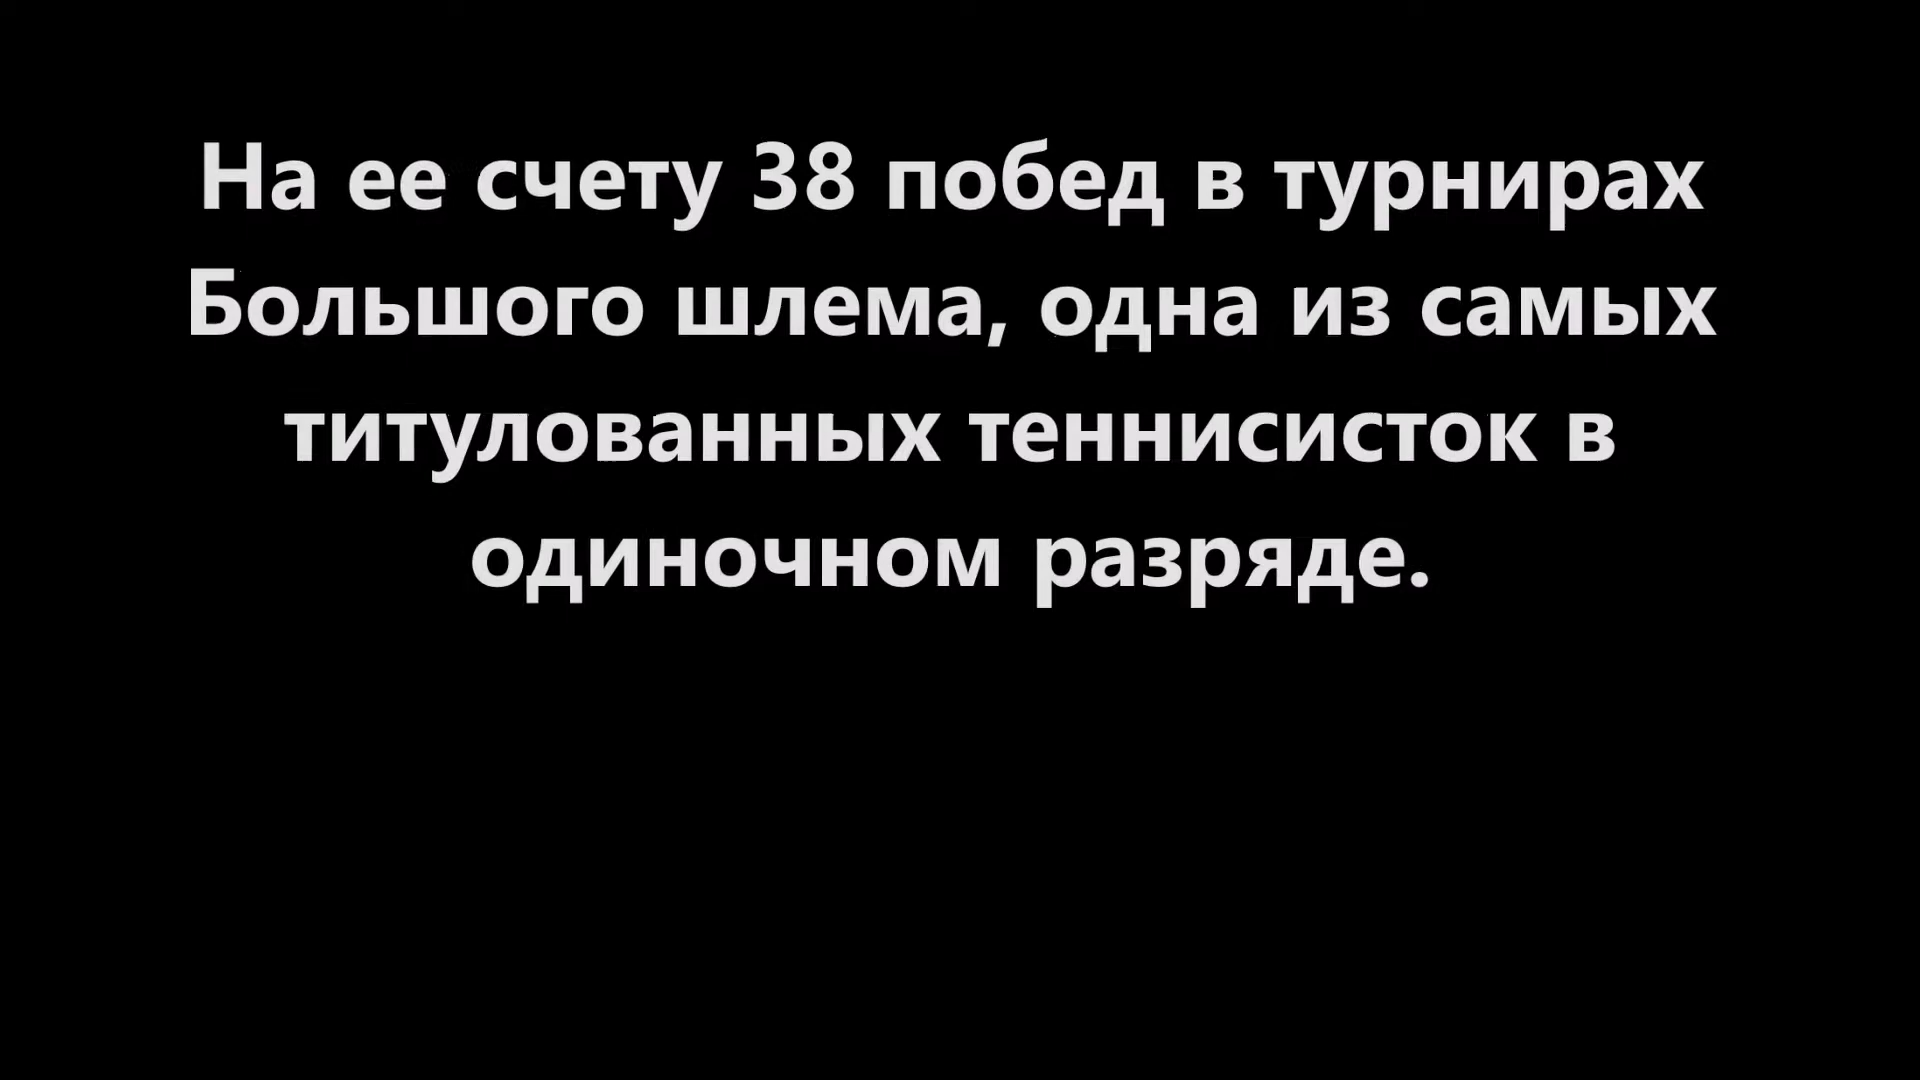 На ее счету 38 побед в турнирах
Большого шлема, одна из самых
титулованных теннисисток в
одиночном разряде.